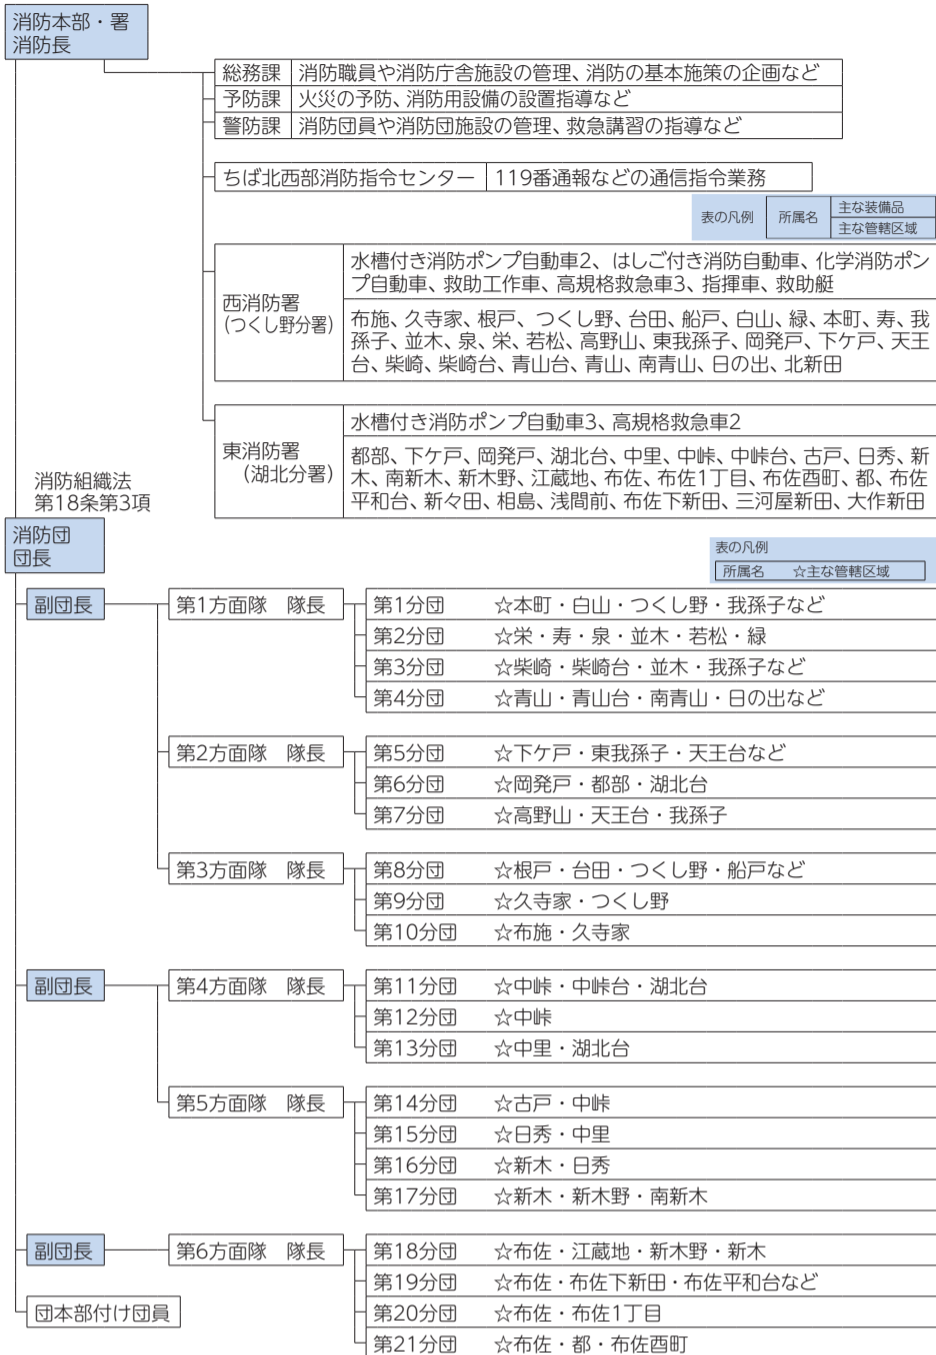 消防本部・署
消防長
総務課 消防職員や消防庁舎施設の管理、消防の基本施策の企画など
予防課 火災の予防、消防用設備の設置指導など
警防課 消防団員や消防団施設の管理、救急講習の指導など
ちば北西部消防指令センター 119番通報などの通信指令業務
表の凡例 所属名 主な装備品
主な管轄区域
西消防署
(つくし野分署)
水槽付き消防ポンプ自動車2、はしご付き消防自動車、化学消防ポン
プ自動車、救助工作車、高規格救急車3、指揮車、救助艇
布施、久寺家、根戸、つくし野、台田、船戸、白山、緑、本町、寿、我
孫子、並木、泉、栄、若松、高野山、東我孫子、岡発戸、下ケ戸、天王
台、柴崎、柴崎台、青山台、青山、南青山、日の出、北新田
東消防署
(湖北分署)
水槽付き消防ポンプ自動車3、高規格救急車2
都部、下ケ戸、岡発戸、湖北台、中里、中峠、中峠台、古戸、日秀、新
木、南新木、新木野、江蔵地、布佐、布佐1丁目、布佐酉町、都、布佐
平和台、新々田、相島、浅間前、布佐下新田、三河屋新田、大作新田
消防組織法
第18条第3項
消防団
団長
表の凡例
所属名 ☆主な管轄区域
副団長 第1方面隊 隊長 第1分団 ☆本町・白山・つくし野・我孫子など
第2分団 ☆栄・寿・泉・並木・若松・緑
第3分団 ☆柴崎・柴崎台・並木・我孫子など
第4分団 ☆青山・青山台・南青山・日の出など
第2方面隊 隊長 第5分団 ☆下ケ戸・東我孫子・天王台など
第6分団 ☆岡発戸・都部・湖北台
第7分団 ☆高野山・天王台・我孫子
第3方面隊 隊長 第8分団 ☆根戸・台田・つくし野・船戸など
第9分団 ☆久寺家・つくし野
第10分団 ☆布施・久寺家
副団長 第4方面隊 隊長 第11分団 ☆中峠・中峠台・湖北台
第12分団 ☆中峠
第13分団 ☆中里・湖北台
第5方面隊 隊長 第14分団 ☆古戸・中峠
第15分団 ☆日秀・中里
第16分団 ☆新木・日秀
第17分団 ☆新木・新木野・南新木
副団長 第6方面隊 隊長 第18分団 ☆布佐・江蔵地・新木野・新木
第19分団 ☆布佐・布佐下新田・布佐平和台など
団本部付け団員 第20分団 ☆布佐・布佐1丁目
第21分団 ☆布佐・都・布佐酉町